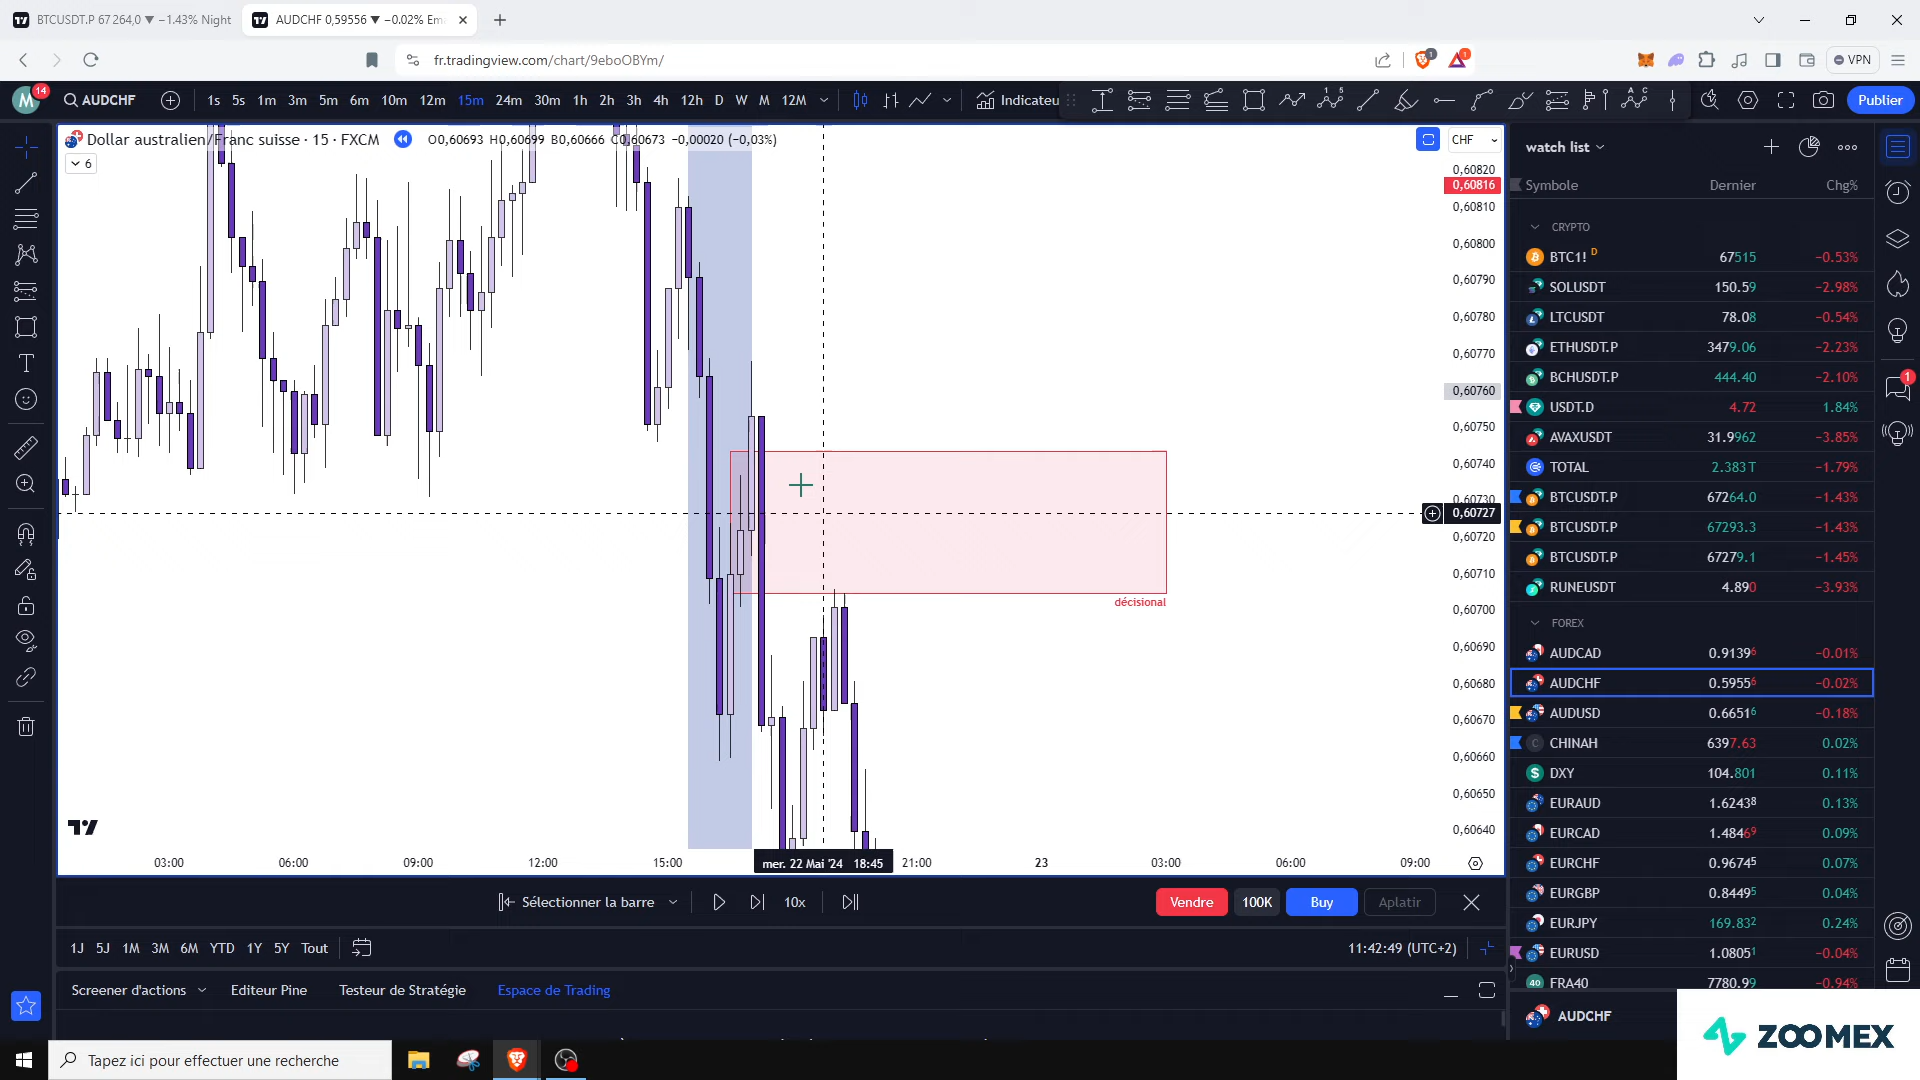 BTCUSDT.P 67 264,0 ▼ −1.43% Night
AUDCHF 0,59556 ▼ −0.02% Em
fr.tradingview.com/chart/9eboOBYm/
1
1
VPN
M
14
AUDCHF
1s 5s 1m 3m 5m 6m 10m 12m 15m 24m 30m 1h 2h 3h 4h 12h D W M 12M
Indicateu
Publier
Dollar australien/Franc suisse · 15 · FXCM
O0,60693 H0,60699 B0,60666 C0,60673 −0,00020 (−0,03%)
6
CHF
0,60820
0,60816
0,60810
0,60800
0,60790
0,60780
0,60770
0,60760
0,60750
0,60740
0,60730
0,60727
0,60720
0,60710
0,60700
0,60690
0,60680
0,60670
0,60660
0,60650
0,60640
décisional
03:00 06:00 09:00 12:00 15:00 mer. 22 Mai '24 18:45 21:00 23 03:00 06:00 09:00
Sélectionner la barre 10x Vendre 100K Buy Aplatir
1J 5J 1M 3M 6M YTD 1Y 5Y Tout 11:42:49 (UTC+2)
Screener d'actions Editeur Pine Testeur de Stratégie Espace de Trading
watch list
Symbole Dernier Chg%
CRYPTO
BTC1! D 67515 −0.53%
SOLUSDT 150.59 −2.98%
LTCUSDT 78.08 −0.54%
ETHUSDT.P 3479.06 −2.23%
BCHUSDT.P 444.40 −2.10%
USDT.D 4.72 1.84%
AVAXUSDT 31.9962 −3.85%
TOTAL 2.383 T −1.79%
BTCUSDT.P 67264.0 −1.43%
BTCUSDT.P 67293.3 −1.43%
BTCUSDT.P 67279.1 −1.45%
RUNEUSDT 4.890 −3.93%
FOREX
AUDCAD 0.91396 −0.01%
AUDCHF 0.59556 −0.02%
AUDUSD 0.66516 −0.18%
CHINAH 6397.63 0.02%
DXY 104.801 0.11%
EURAUD 1.62438 0.13%
EURCAD 1.48469 0.09%
EURCHF 0.96745 0.07%
EURGBP 0.84495 0.04%
EURJPY 169.832 0.24%
EURUSD 1.08051 −0.04%
FRA40 7780.99 −0.94%
AUDCHF
1
ZOOMEX
Tapez ici pour effectuer une recherche